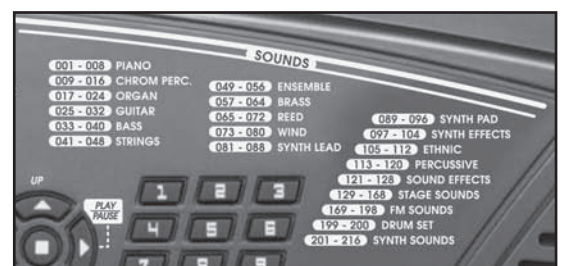 SOUNDS
001 - 008 PIANO
009 - 016 CHROM PERC.
017 - 024 ORGAN
025 - 032 GUITAR
033 - 040 BASS
041 - 048 STRINGS
049 - 056 ENSEMBLE
057 - 064 BRASS
065 - 072 REED
073 - 080 WIND
081 - 088 SYNTH LEAD
089 - 096 SYNTH PAD
097 - 104 SYNTH EFFECTS
105 - 112 ETHNIC
113 - 120 PERCUSSIVE
121 - 128 SOUND EFFECTS
129 - 168 STAGE SOUNDS
169 - 198 FM SOUNDS
199 - 200 DRUM SET
201 - 216 SYNTH SOUNDS
UP
PLAY
PAUSE
1 2 3
4 5 6
7 8 9